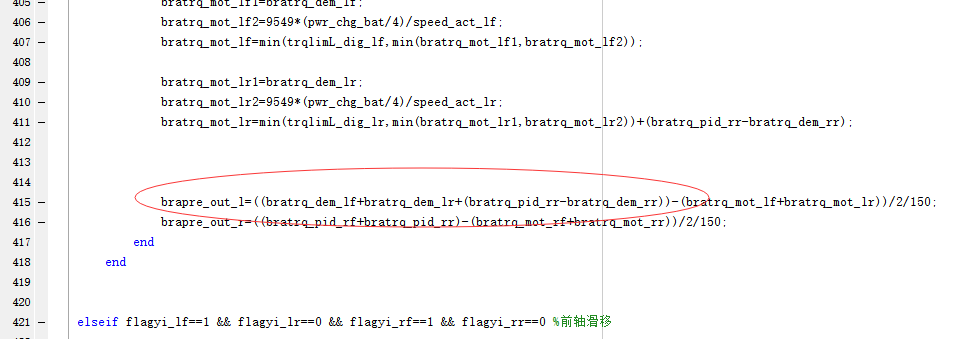 405 bratrq_mot_lf1=bratrq_dem_lf;
406 — bratrq_mot_lf2=9549*(pwr_chg_bat/4)/speed_act_lf;
407 — bratrq_mot_lf=min(trqlimL_dig_lf,min(bratrq_mot_lf1,bratrq_mot_lf2));
408
409 — bratrq_mot_lr1=bratrq_dem_lr;
410 — bratrq_mot_lr2=9549*(pwr_chg_bat/4)/speed_act_lr;
411 — bratrq_mot_lr=min(trqlimL_dig_lr,min(bratrq_mot_lr1,bratrq_mot_lr2))+(bratrq_pid_rr-bratrq_dem_rr);
412
413
414
415 — brapre_out_l=((bratrq_dem_lf+bratrq_dem_lr+(bratrq_pid_rr-bratrq_dem_rr))-(bratrq_mot_lf+bratrq_mot_lr))/2/150;
416 — brapre_out_r=((bratrq_pid_rf+bratrq_pid_rr)-(bratrq_mot_rf+bratrq_mot_rr))/2/150;
417 — end
418 — end
419
420
421 — elseif flagyi_lf==1 && flagyi_lr==0 && flagyi_rf==1 && flagyi_rr==0 %前轴滑移